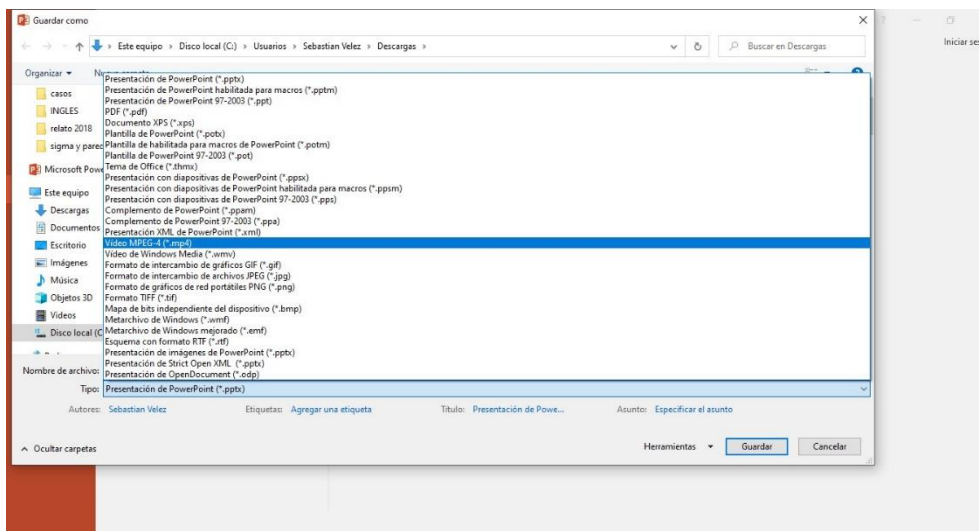 Guardar como
?
Este equipo › Disco local (C:) › Usuarios › Sebastian Velez › Descargas ›
Buscar en Descargas
Iniciar ses
Organizar
casos
INGLES
relato 2018
sigma y pared
Microsoft Powe
Este equipo
Descargas
Documentos
Escritorio
Imágenes
Música
Objetos 3D
Videos
Disco local (C
Presentación de PowerPoint (*.pptx)
Presentación de PowerPoint habilitada para macros (*.pptm)
Presentación de PowerPoint 97-2003 (*.ppt)
PDF (*.pdf)
Documento XPS (*.xps)
Plantilla de PowerPoint (*.potx)
Plantilla de habilitada para macros de PowerPoint (*.potm)
Plantilla de PowerPoint 97-2003 (*.pot)
Tema de Office (*.thmx)
Presentación con diapositivas de PowerPoint (*.ppsx)
Presentación con diapositivas de PowerPoint habilitada para macros (*.ppsm)
Presentación con diapositivas de PowerPoint 97-2003 (*.pps)
Complemento de PowerPoint (*.ppam)
Complemento de PowerPoint 97-2003 (*.ppa)
Presentación XML de PowerPoint (*.xml)
Vídeo MPEG-4 (*.mp4)
Vídeo de Windows Media (*.wmv)
Formato de intercambio de gráficos GIF (*.gif)
Formato de intercambio de archivos JPEG (*.jpg)
Formato de gráficos de red portátiles PNG (*.png)
Formato TIFF (*.tif)
Mapa de bits independiente del dispositivo (*.bmp)
Metarchivo de Windows (*.wmf)
Metarchivo de Windows mejorado (*.emf)
Esquema con formato RTF (*.rtf)
Presentación de imágenes de PowerPoint (*.pptx)
Presentación de Strict Open XML (*.pptx)
Presentación de OpenDocument (*.odp)
Nombre de archivo:
Tipo: Presentación de PowerPoint (*.pptx)
Autores: Sebastian Velez Etiquetas: Agregar una etiqueta Título: Presentación de Powe... Asunto: Especificar el asunto
Ocultar carpetas
Herramientas Guardar Cancelar